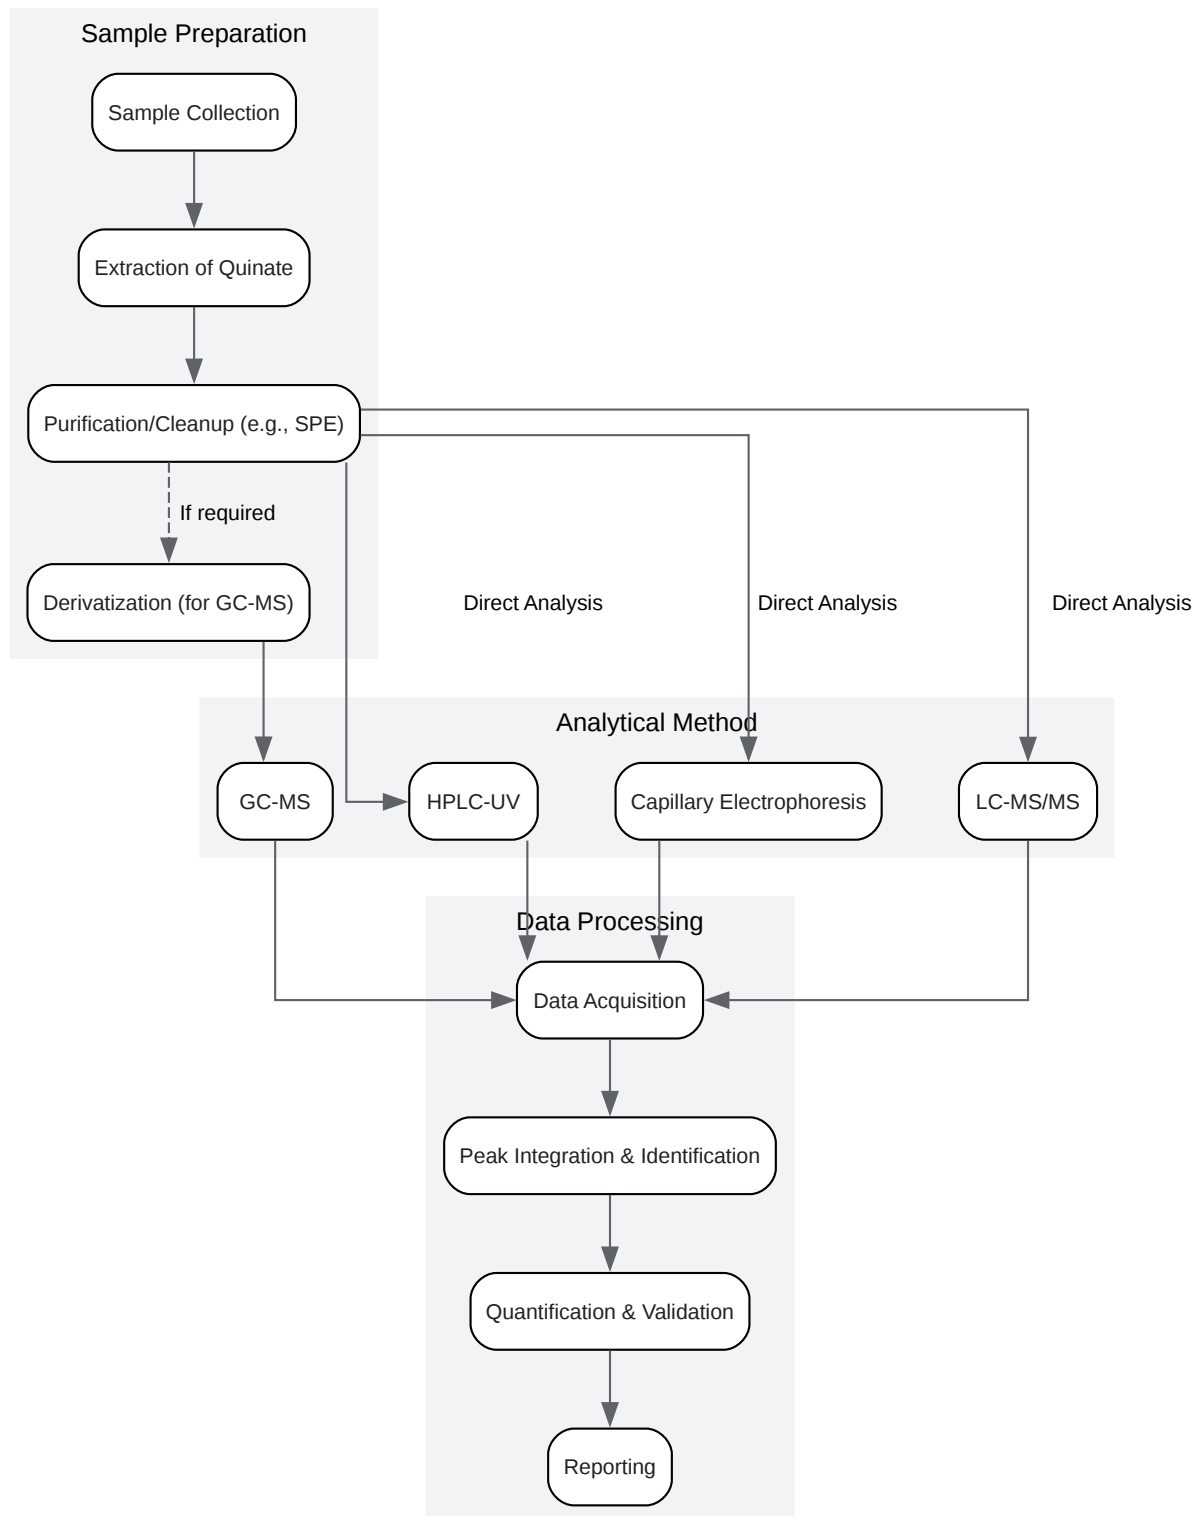 Sample Preparation
Sample Collection
Extraction of Quinate
Purification/Cleanup (e.g., SPE)
If required
Derivatization (for GC-MS)
Direct Analysis
Direct Analysis
Direct Analysis
Analytical Method
GC-MS
HPLC-UV
Capillary Electrophoresis
LC-MS/MS
Data Processing
Data Acquisition
Peak Integration & Identification
Quantification & Validation
Reporting